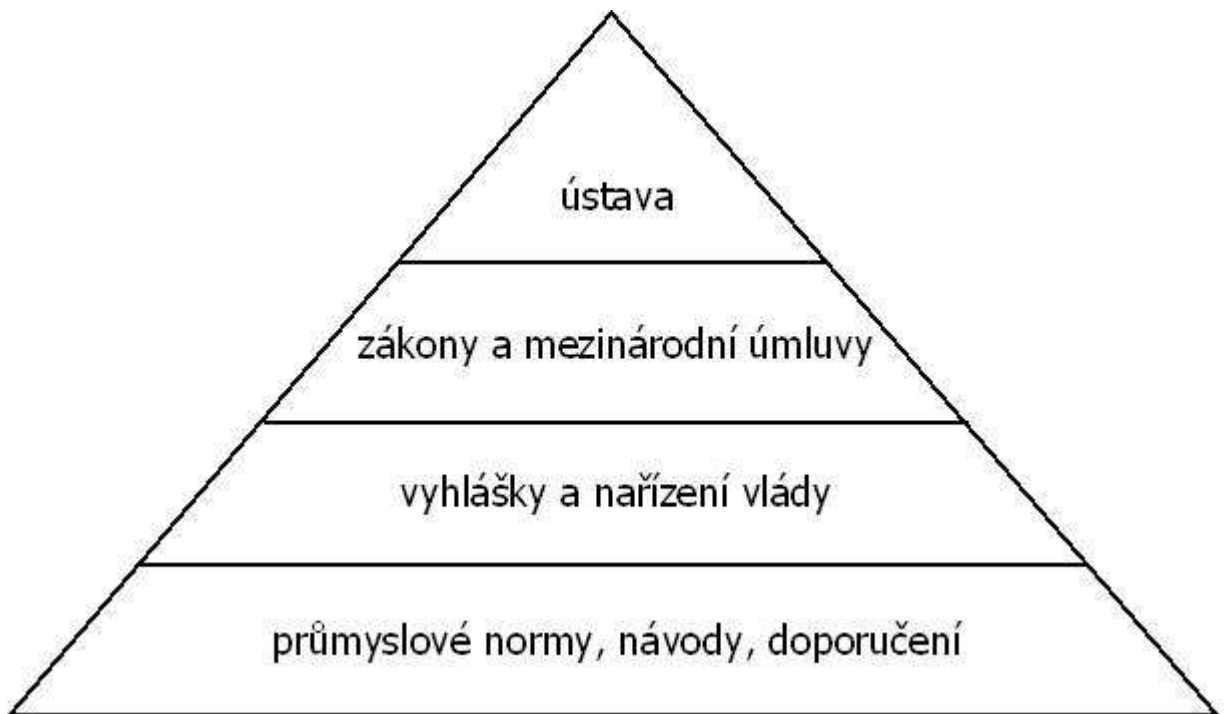 ústava
zákony a mezinárodní úmluvy
vyhlášky a nařízení vlády
průmyslové normy, návody, doporučení